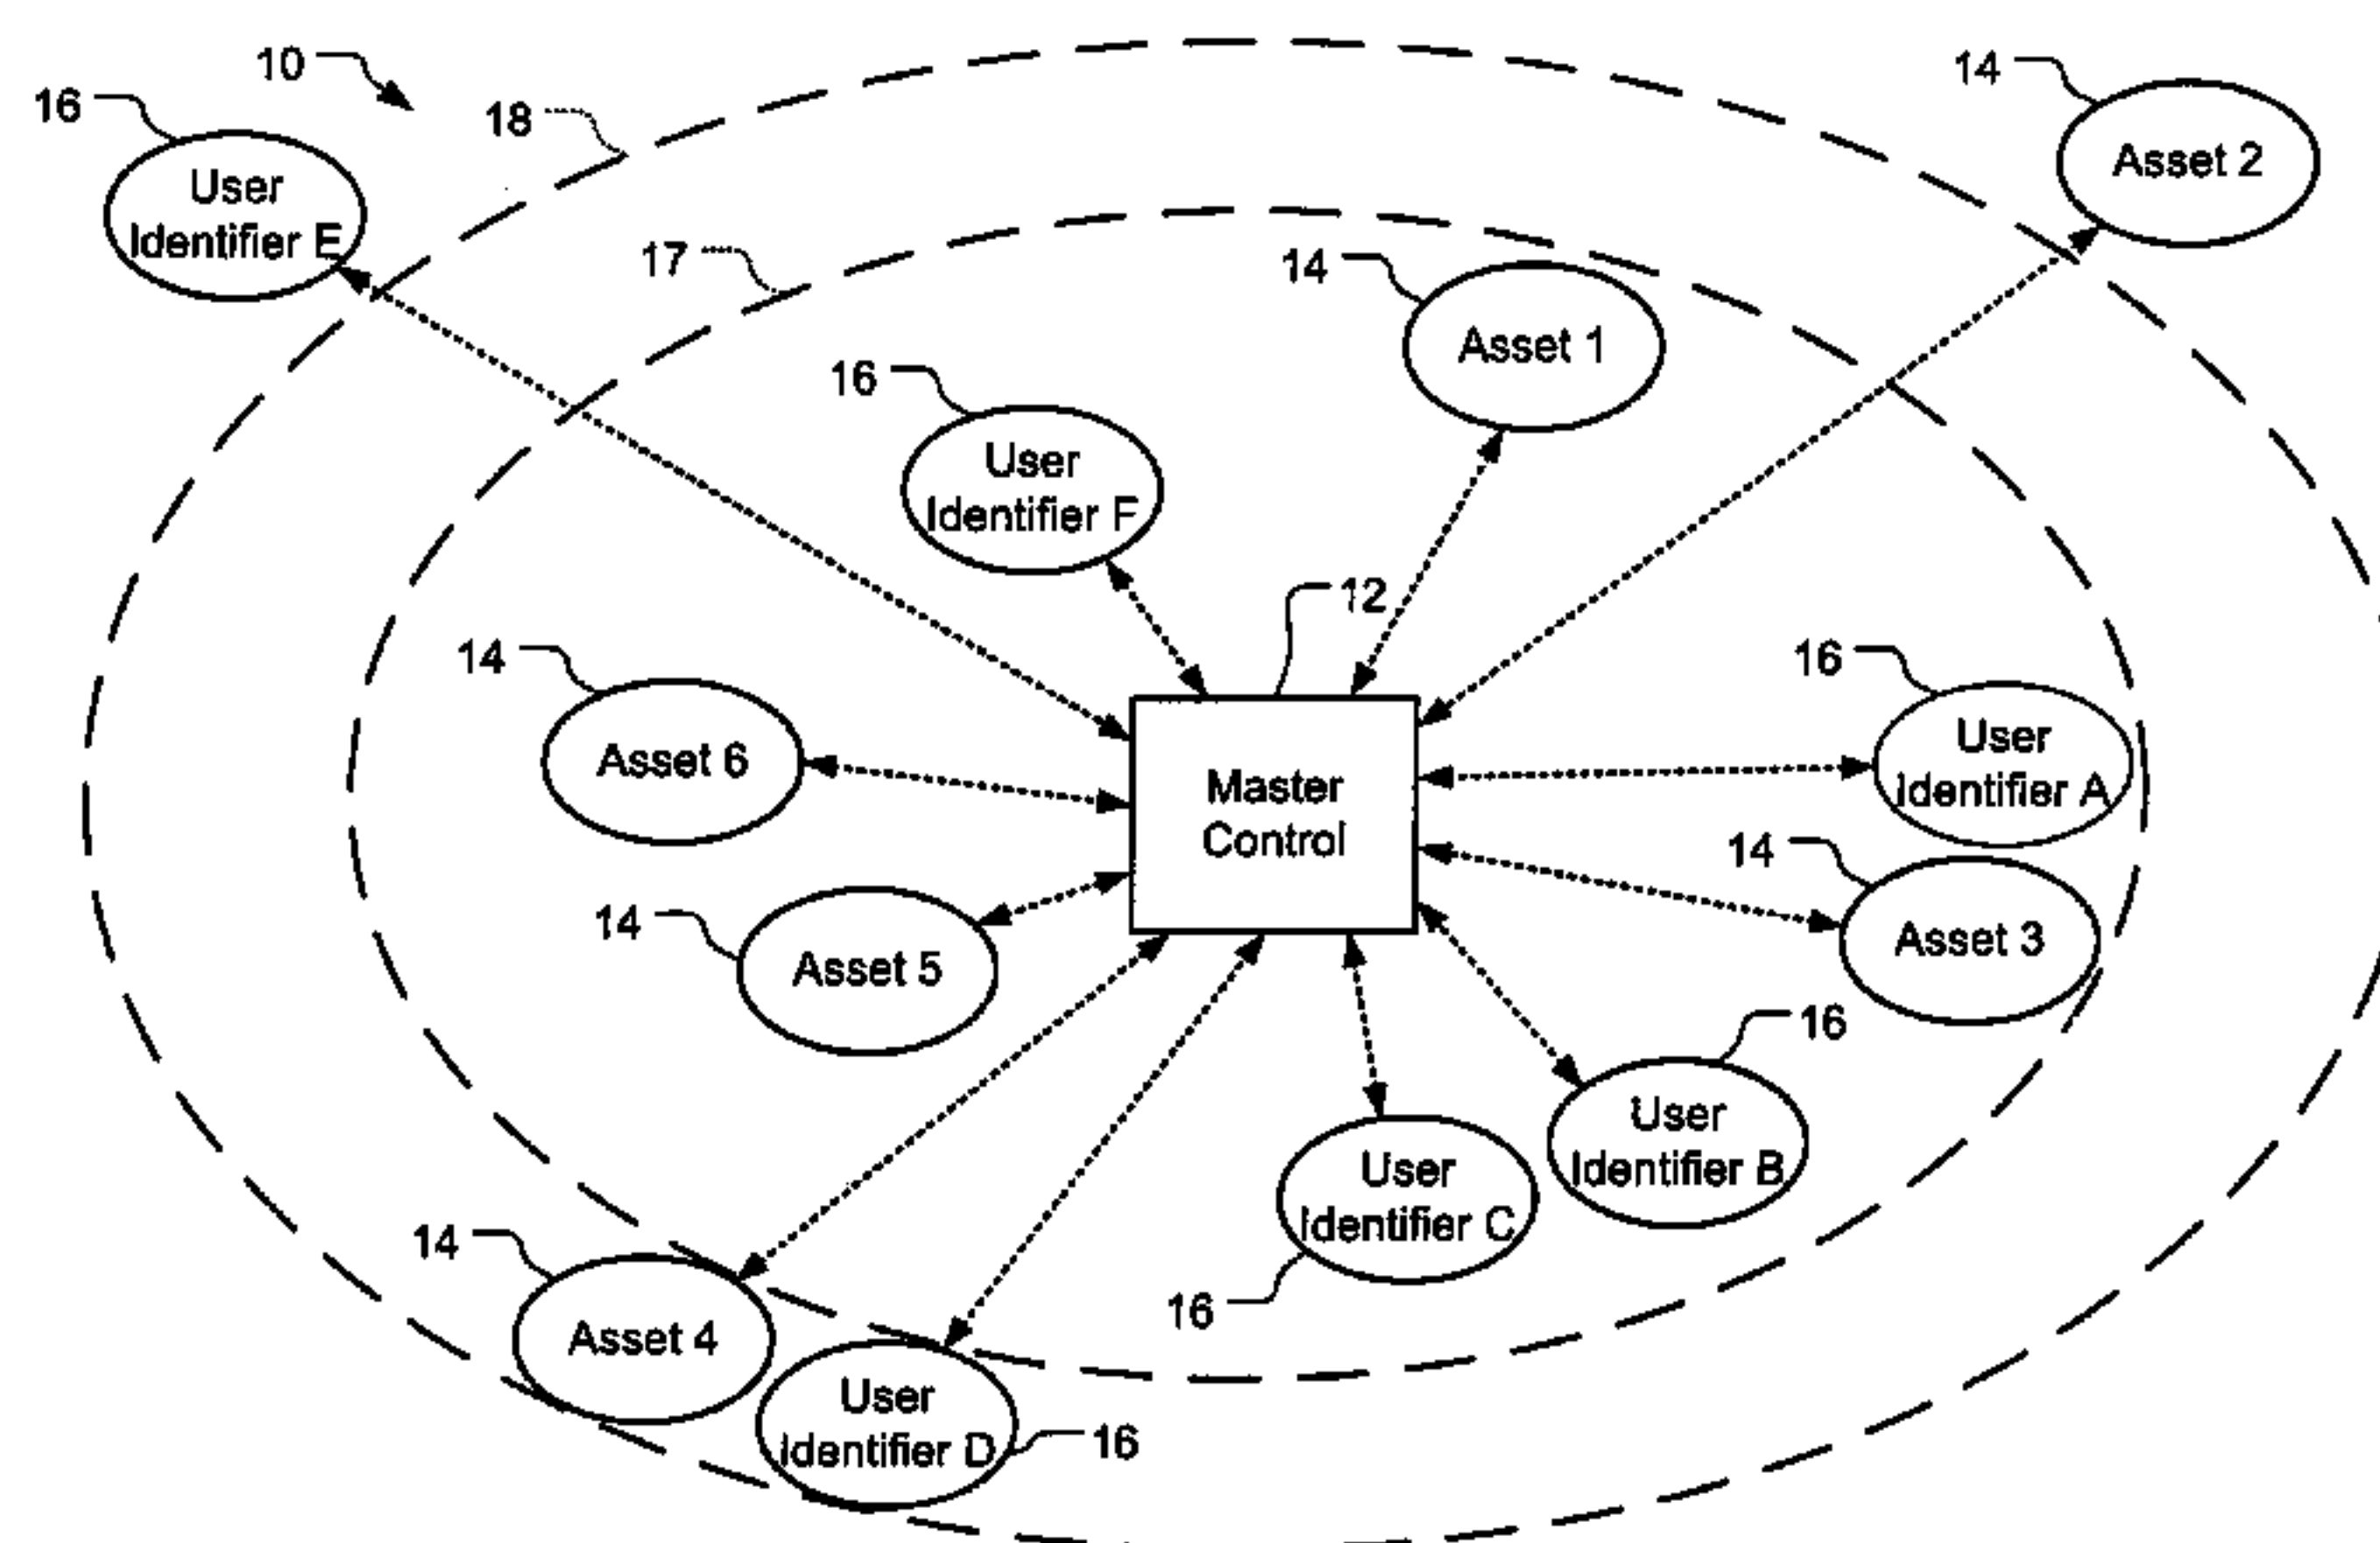 10
14
16
18
User
Identifier E
Asset 2
17
14
Asset 1
16
User
Identifier F
12
14
16
Asset 6
User
Identifier A
Master
Control
14
14
Asset 3
Asset 5
16
User
Identifier B
User
Identifier C
14
16
Asset 4
User
Identifier D
16